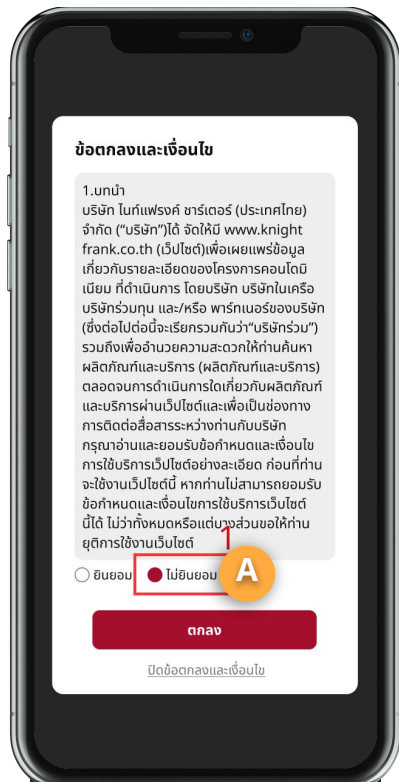 ข้อตกลงและเงื่อนไข
1.บทนำ
บริษัท ไนท์แฟรงค์ ชาร์เตอร์ (ประเทศไทย)
จำกัด (“บริษัท”)ได้ จัดให้มี www.knight
frank.co.th (เว็ปไซต์)เพื่อเผยแพร่ข้อมูล
เกี่ยวกับรายละเอียดของโครงการคอนโดมิ
เนียม ที่ดำเนินการ โดยบริษัท บริษัทในเครือ
บริษัทร่วมทุน และ/หรือ พาร์ทเนอร์ของบริษัท
(ซึ่งต่อไปต่อนี้จะเรียกรวมกันว่า“บริษัทร่วม”)
รวมถึงเพื่ออำนวยความสะดวกให้ท่านค้นหา
ผลิตภัณฑ์และบริการ (ผลิตภัณฑ์และบริการ)
ตลอดจนการดำเนินการใดเกี่ยวกับผลิตภัณฑ์
และบริการผ่านเว็ปไซต์และเพื่อเป็นช่องทาง
การติดต่อสื่อสารระหว่างท่านกับบริษัท
กรุณาอ่านและยอมรับข้อกำหนดและเงื่อนไข
การใช้บริการเว็ปไซต์อย่างละเอียด ก่อนที่ท่าน
จะใช้งานเว็ปไซต์นี้ หากท่านไม่สามารถยอมรับ
ข้อกำหนดและเงื่อนไขการใช้บริการเว็บไซต์
นี้ได้ ไม่ว่าทั้งหมดหรือแต่บางส่วนขอให้ท่าน
ยุติการใช้งานเว็บไซต์
1
ยินยอม ไม่ยินยอม A
ตกลง
ปิดข้อตกลงและเงื่อนไข